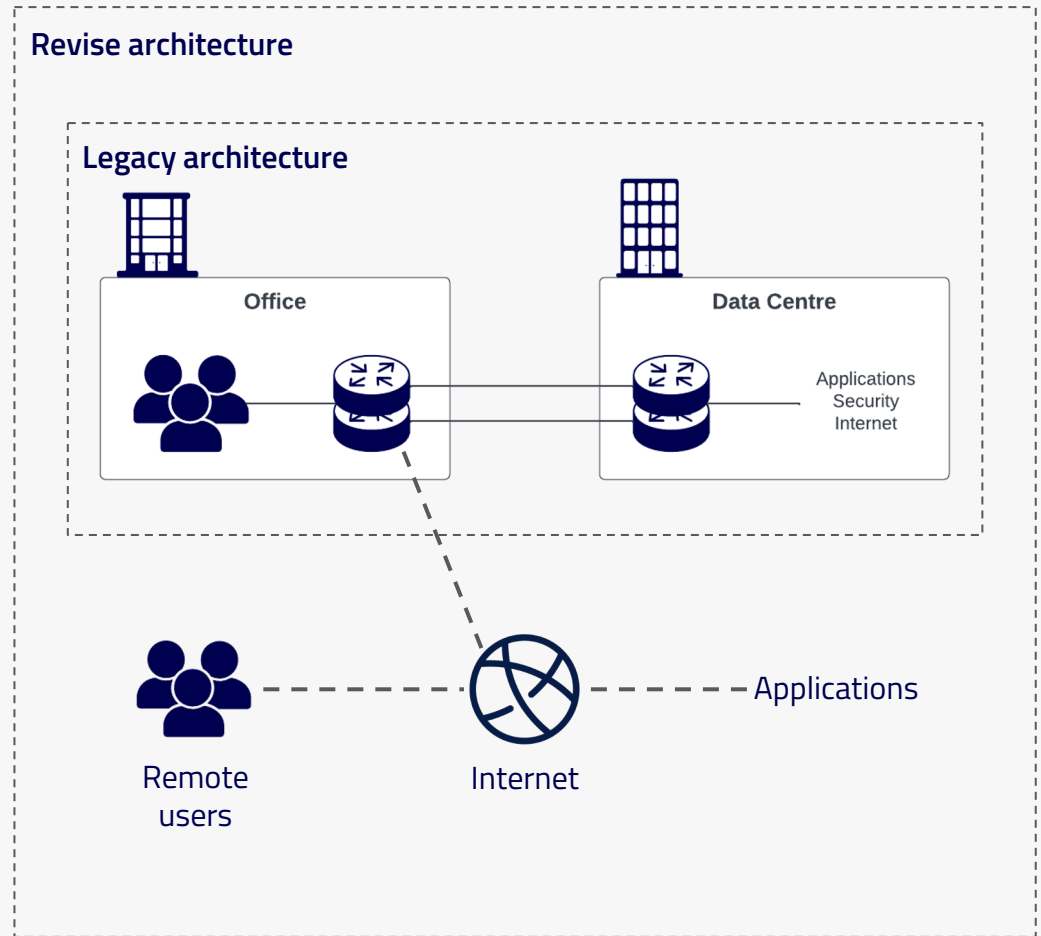 Revise architecture
Legacy architecture
Office
Data Centre
Applications
Security
Internet
Applications
Remote
users
Internet